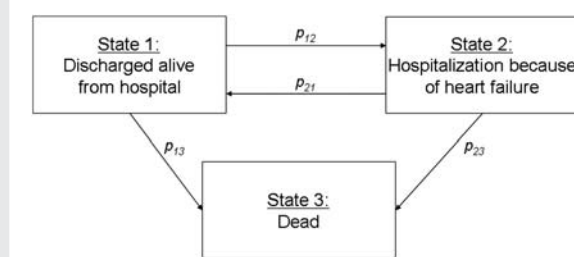 State 1:
Discharged alive
from hospital
p12
p21
State 2:
Hospitalization because
of heart failure
p13
p23
State 3:
Dead